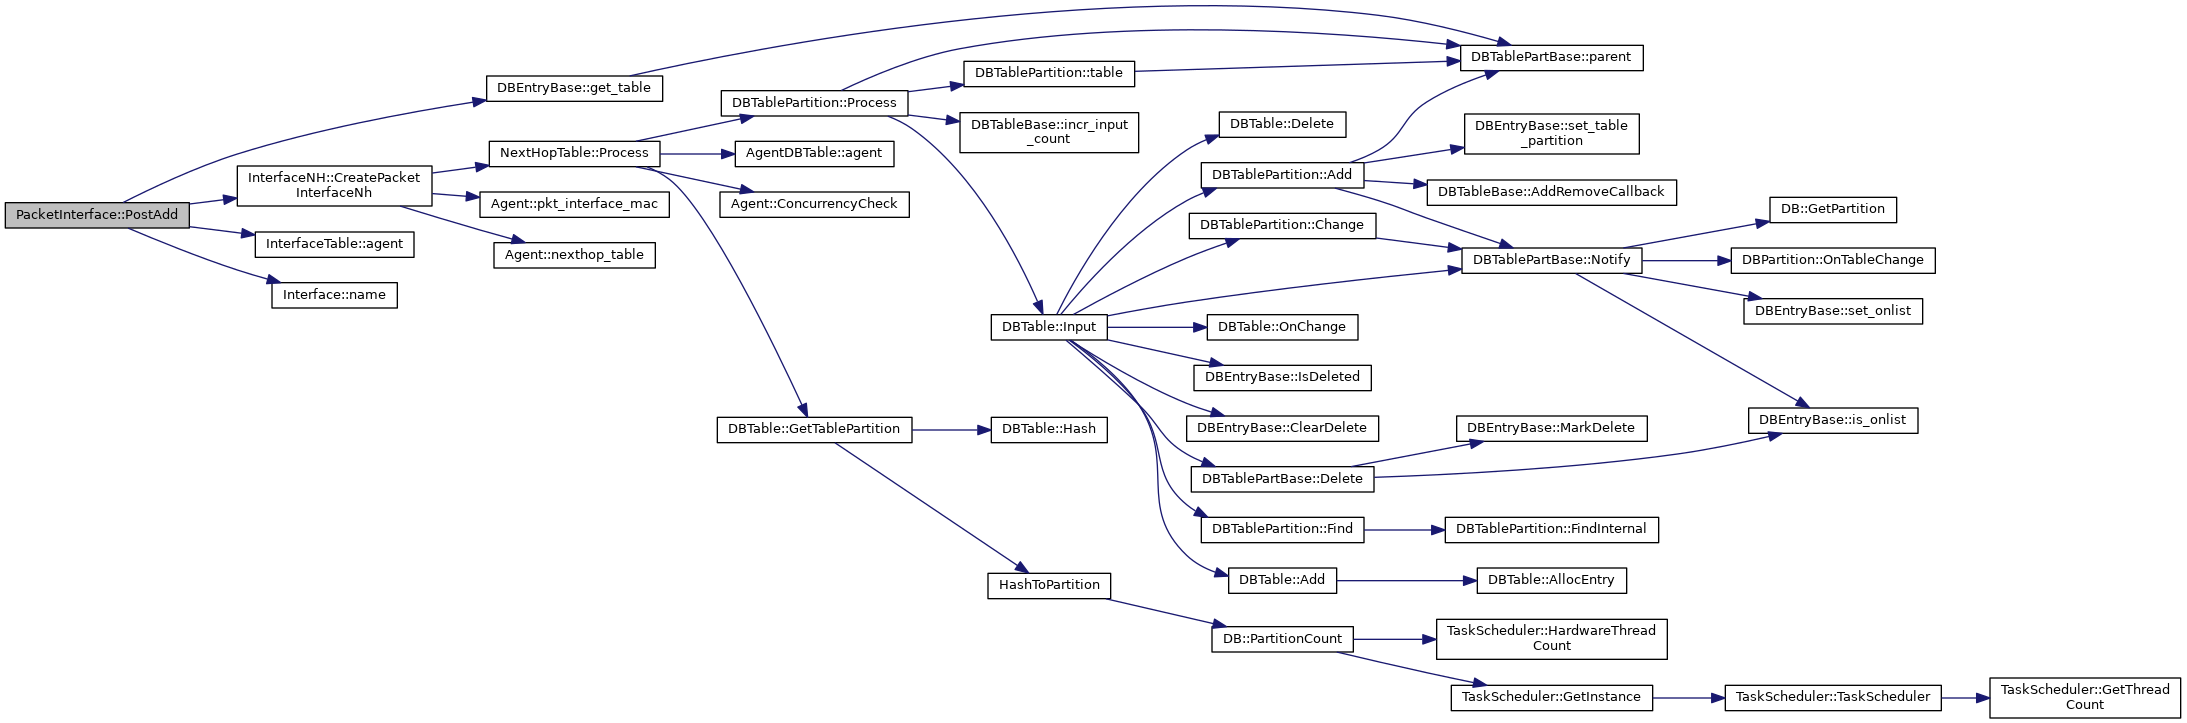 PacketInterface::PostAdd
DBEntryBase::get_table
InterfaceNH::CreatePacket
InterfaceNh
InterfaceTable::agent
Interface::name
NextHopTable::Process
Agent::pkt_interface_mac
Agent::nexthop_table
DBTablePartition::Process
AgentDBTable::agent
Agent::ConcurrencyCheck
DBTable::GetTablePartition
DBTablePartition::table
DBTableBase::incr_input
_count
DBTable::Input
DBTable::Hash
HashToPartition
DBTable::Delete
DBTablePartition::Add
DBTablePartition::Change
DBTable::OnChange
DBEntryBase::IsDeleted
DBEntryBase::ClearDelete
DBTablePartBase::Delete
DBTablePartition::Find
DBTable::Add
DB::PartitionCount
DBTablePartBase::parent
DBEntryBase::set_table
_partition
DBTableBase::AddRemoveCallback
DBTablePartBase::Notify
DBEntryBase::MarkDelete
DBTablePartition::FindInternal
DBTable::AllocEntry
TaskScheduler::HardwareThread
Count
TaskScheduler::GetInstance
DB::GetPartition
DBPartition::OnTableChange
DBEntryBase::set_onlist
DBEntryBase::is_onlist
TaskScheduler::TaskScheduler
TaskScheduler::GetThread
Count